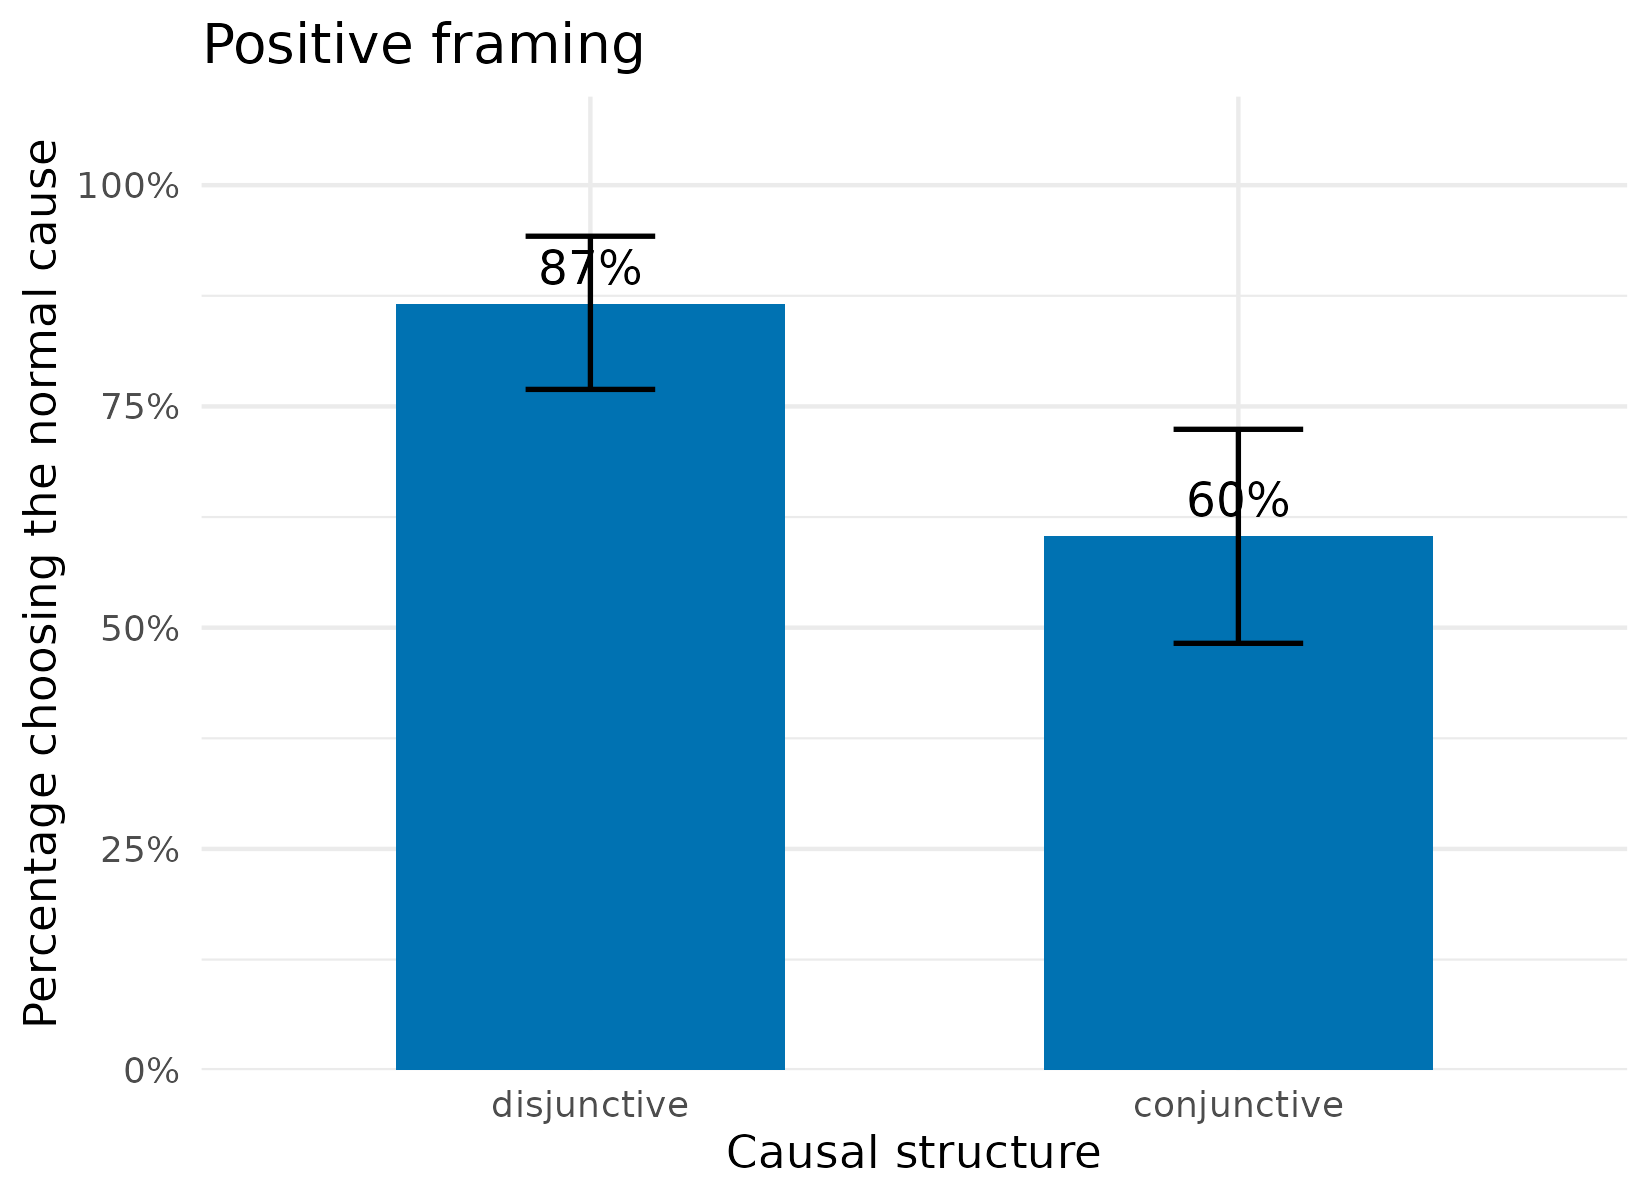 Positive framing
Percentage choosing the normal cause
100%
75%
50%
25%
0%
87%
60%
disjunctive
conjunctive
Causal structure